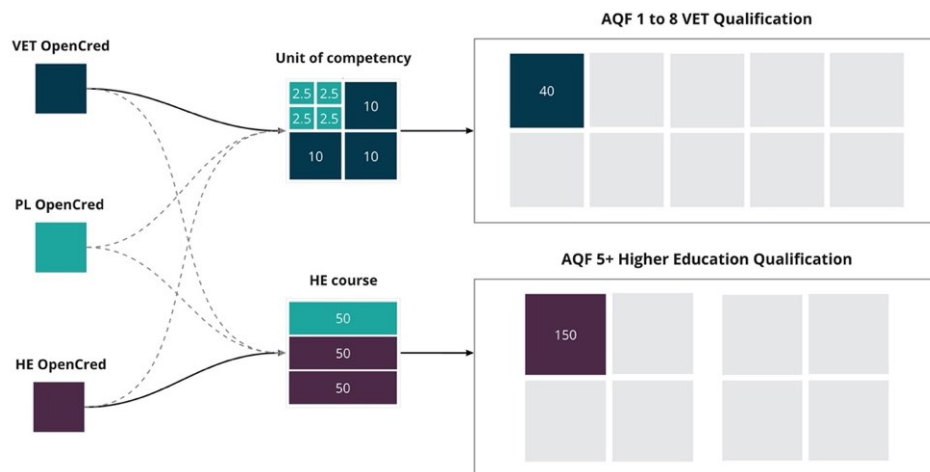 VET OpenCred
PL OpenCred
HE OpenCred
Unit of competency
2.5 2.5
10
2.5 2.5
10 10
HE course
50
50
50
AQF 1 to 8 VET Qualification
40
AQF 5+ Higher Education Qualification
150